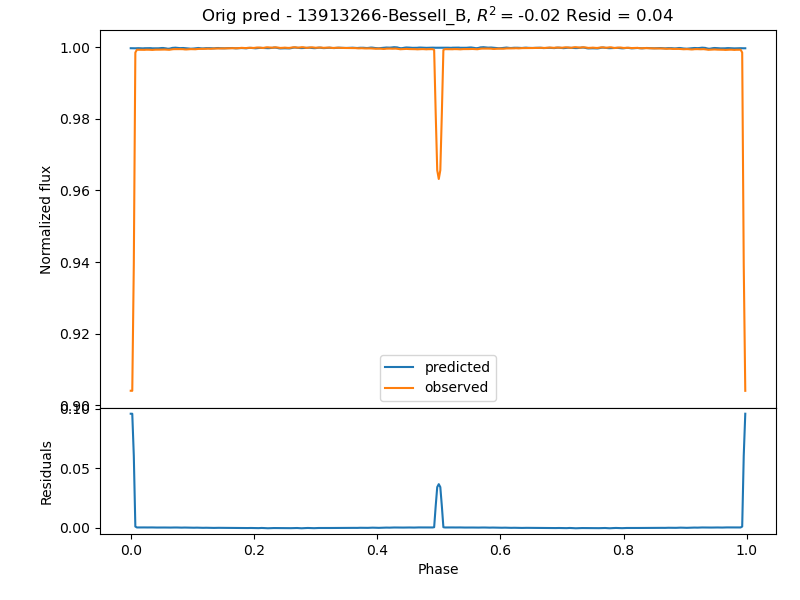 Orig pred - 13913266-Bessell_B, R² = -0.02 Resid = 0.04
1.00
0.98
0.96
0.94
0.92
0.90
Normalized flux
predicted
observed
0.10
0.05
0.00
Residuals
0.0 0.2 0.4 0.6 0.8 1.0
Phase